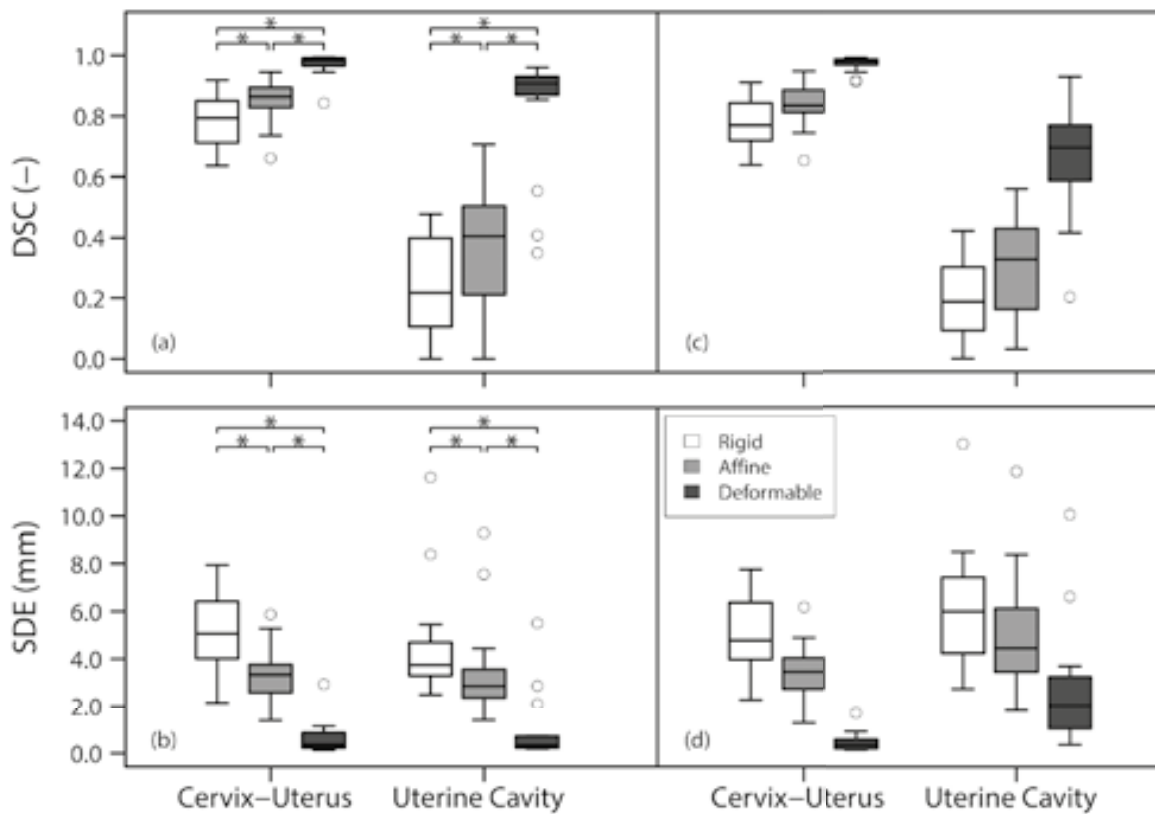 DSC (−)
1.0
0.8
0.6
0.4
0.2
0.0
* * *
* * *
(a)
(c)
SDE (mm)
14.0
12.0
10.0
8.0
6.0
4.0
2.0
0.0
* * *
* * *
(b)
Rigid
Affine
Deformable
(d)
Cervix−Uterus Uterine Cavity
Cervix−Uterus Uterine Cavity